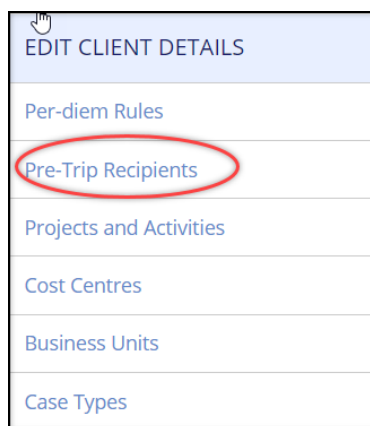 EDIT CLIENT DETAILS
Per-diem Rules
Pre-Trip Recipients
Projects and Activities
Cost Centres
Business Units
Case Types